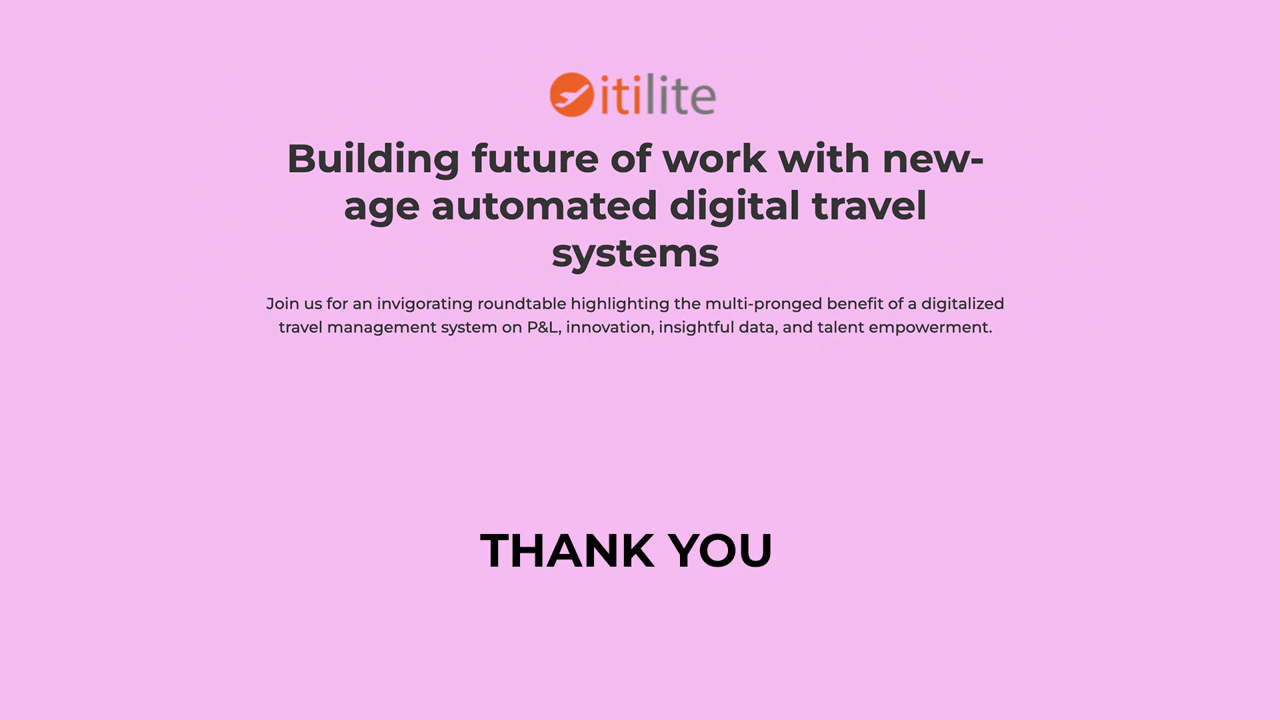 itilite
Building future of work with new-
age automated digital travel
systems
Join us for an invigorating roundtable highlighting the multi-pronged benefit of a digitalized
travel management system on P&L, innovation, insightful data, and talent empowerment.
THANK YOU